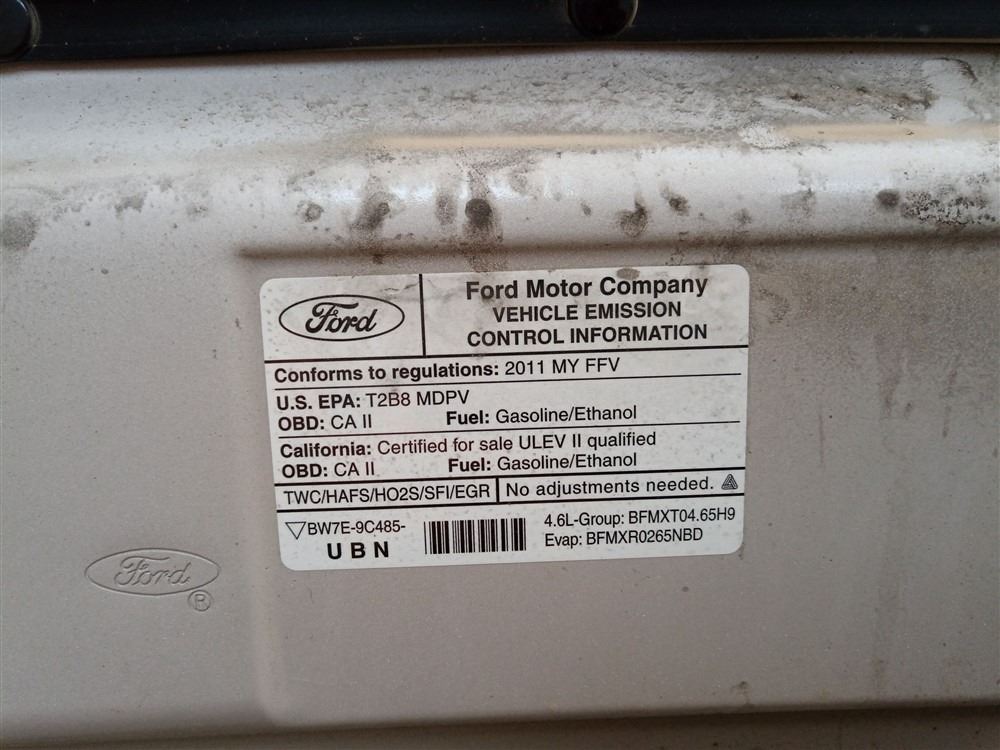 Ford
Ford Motor Company
VEHICLE EMISSION
CONTROL INFORMATION
Conforms to regulations: 2011 MY FFV
U.S. EPA: T2B8 MDPV
OBD: CA II Fuel: Gasoline/Ethanol
California: Certified for sale ULEV II qualified
OBD: CA II Fuel: Gasoline/Ethanol
TWC/HAFS/HO2S/SFI/EGR No adjustments needed.
BW7E-9C485-
UBN
4.6L-Group: BFMXT04.65H9
Evap: BFMXR0265NBD
Ford
®